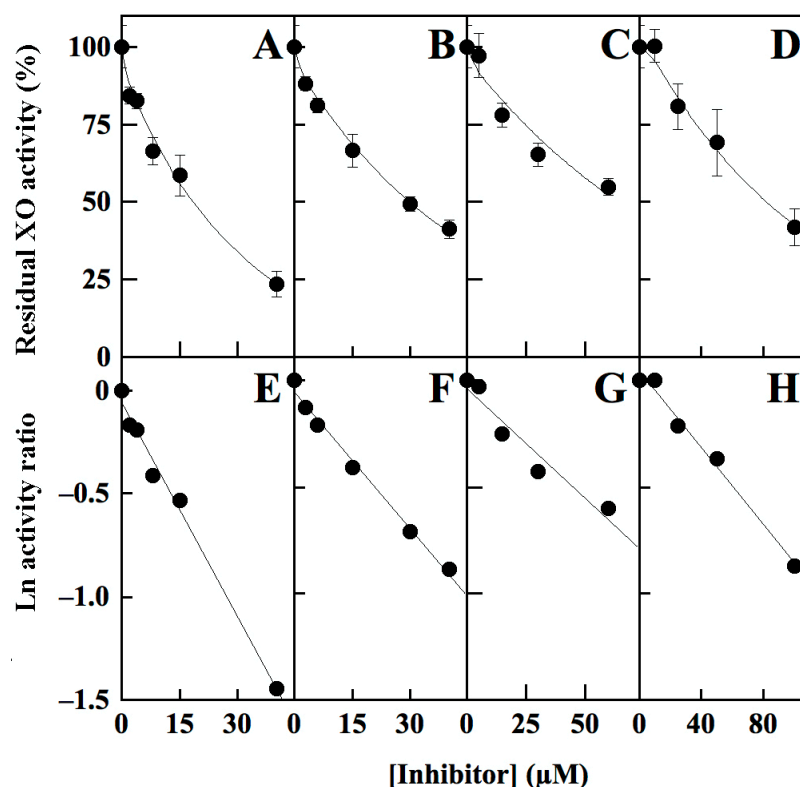 Residual XO activity (%)
100
75
50
25
0
A
B
C
D
Ln activity ratio
0
–0.5
–1.0
–1.5
E
F
G
H
0 15 30 0 15 30 0 25 50 0 40 80
[Inhibitor] (µM)